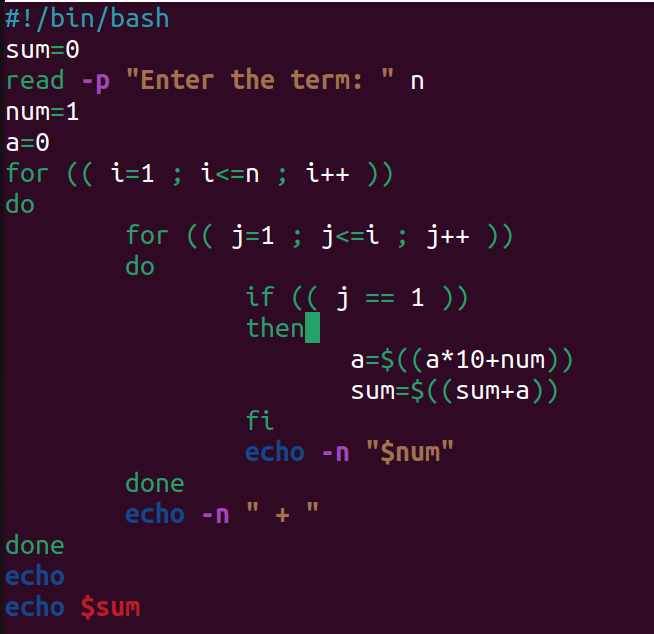 #!/bin/bash
sum=0
read -p "Enter the term: " n
num=1
a=0
for (( i=1 ; i<=n ; i++ ))
do
        for (( j=1 ; j<=i ; j++ ))
        do
                if (( j == 1 ))
                then
                       a=$((a*10+num))
                       sum=$((sum+a))
                fi
                echo -n "$num"
        done
        echo -n " + "
done
echo
echo $sum